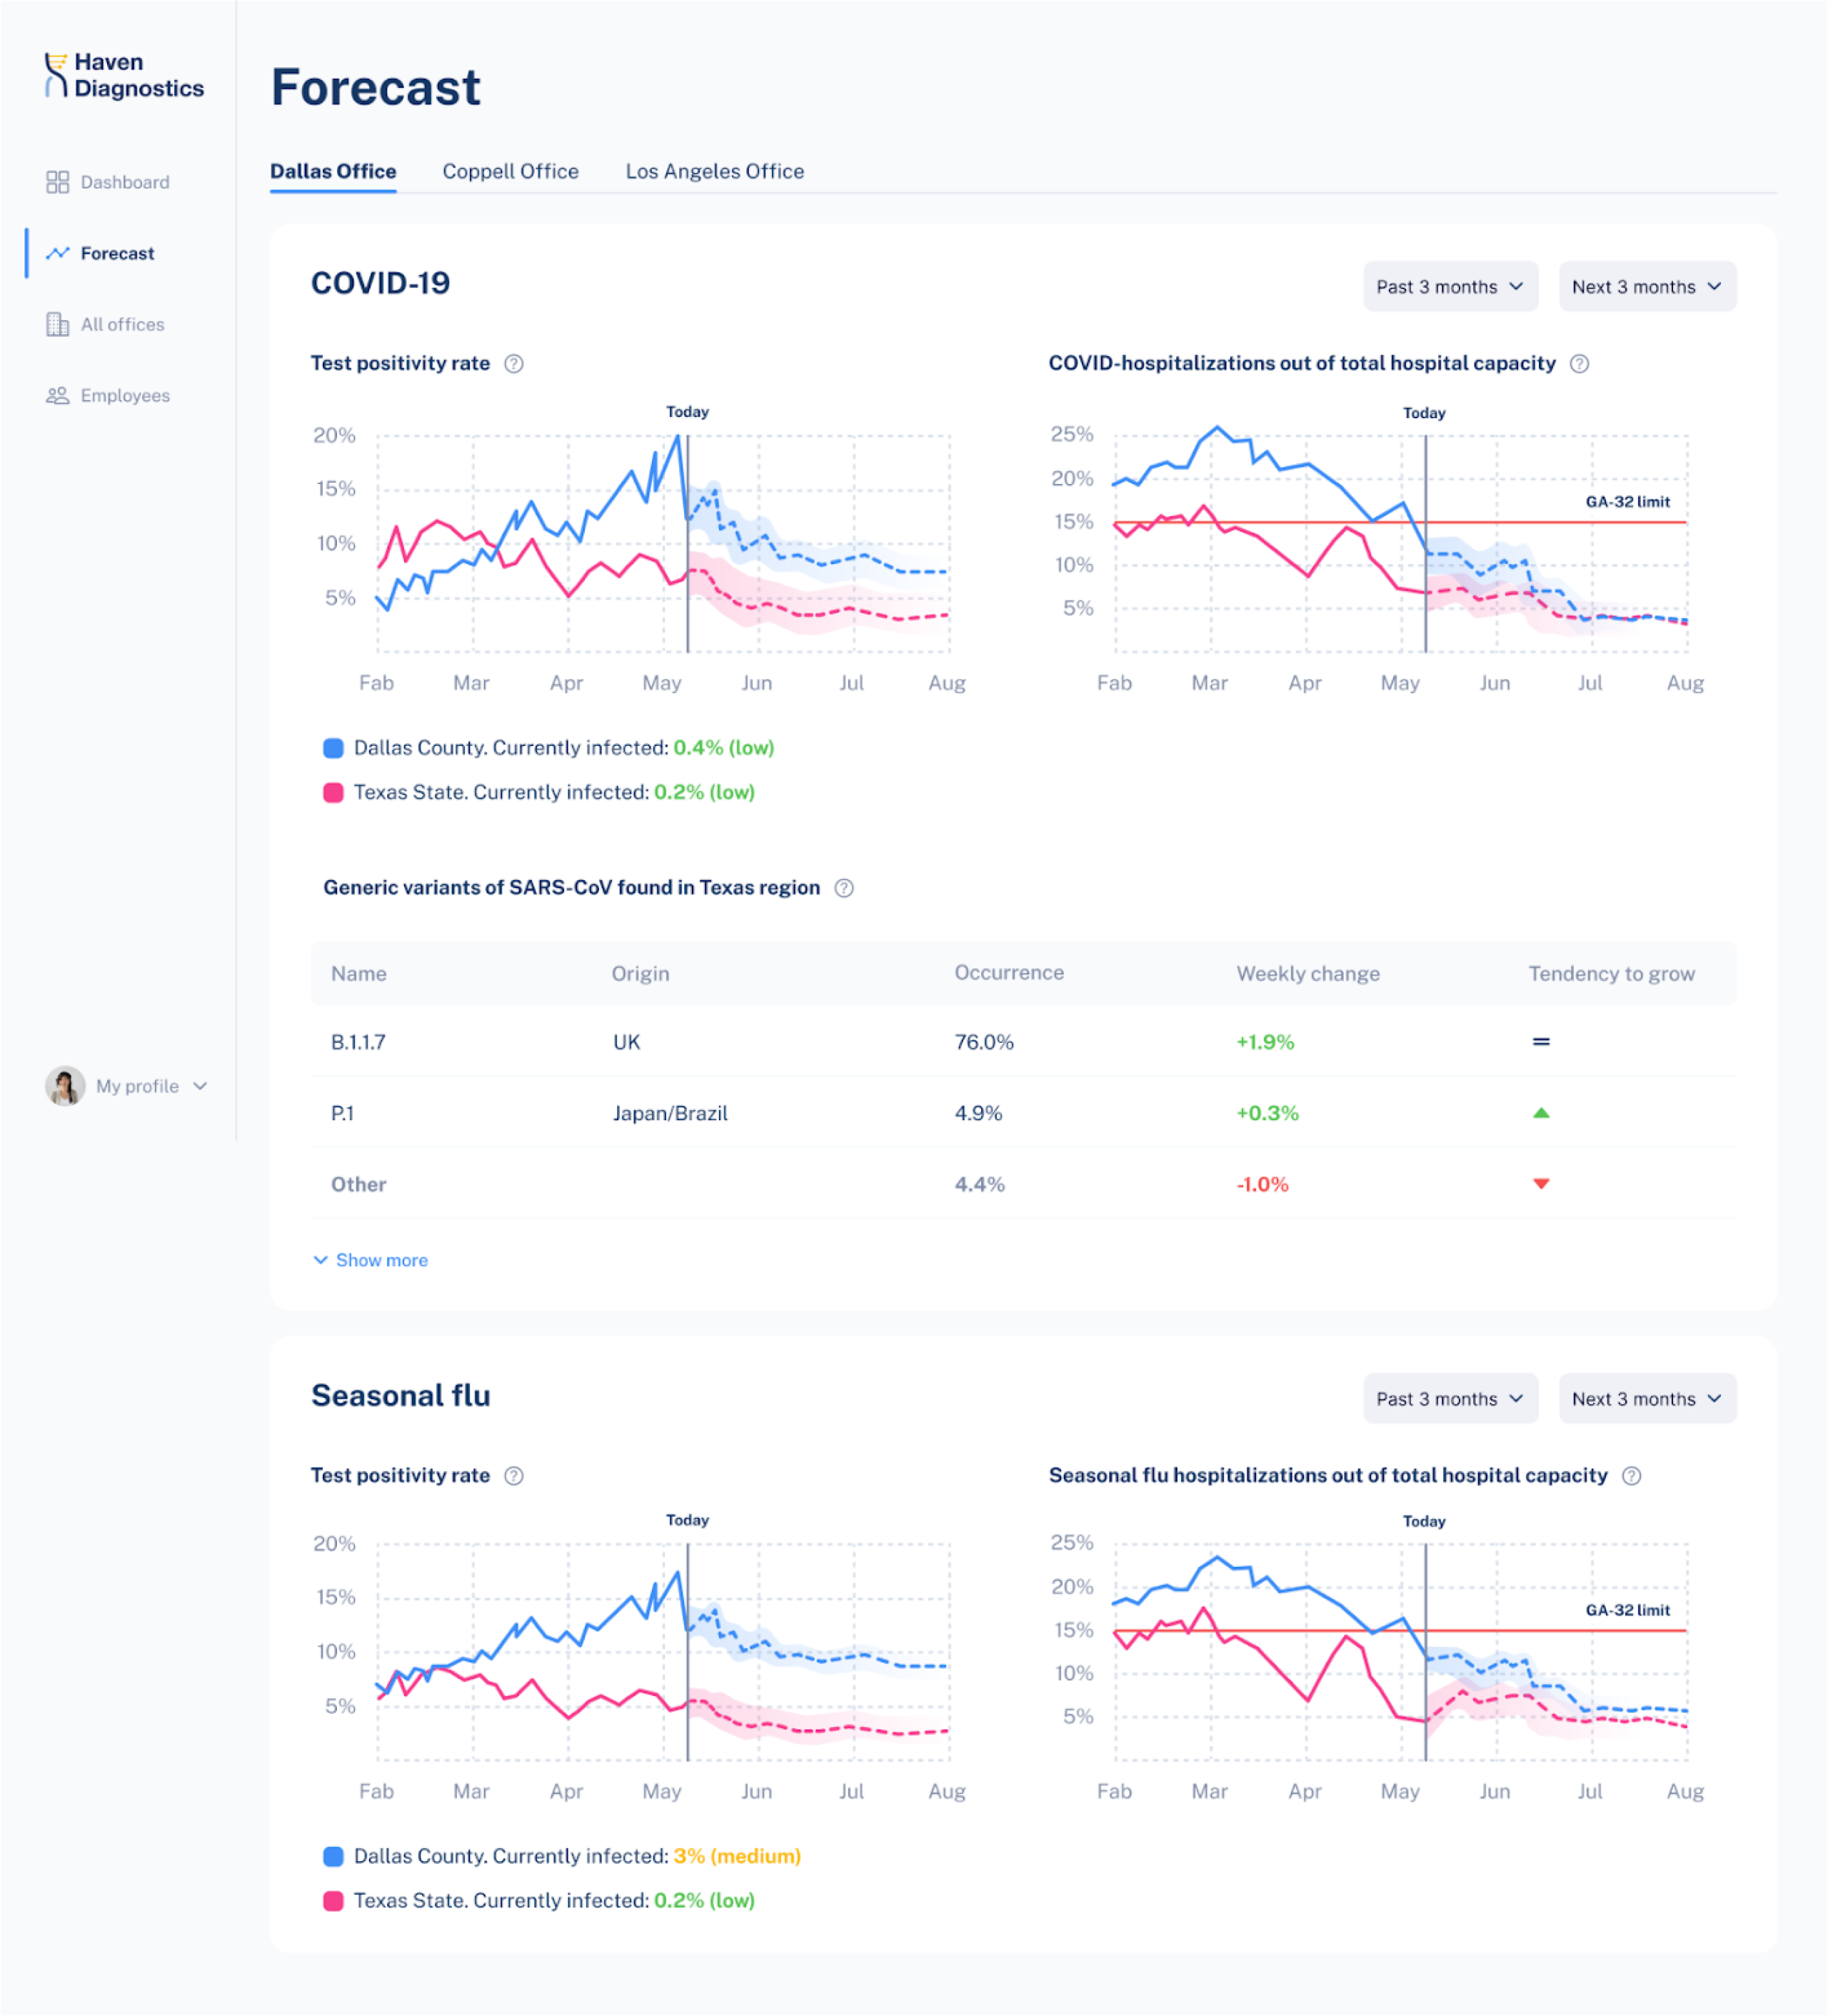 Haven
Diagnostics
Dashboard
Forecast
All offices
Employees
My profile
Forecast
Dallas Office Coppell Office Los Angeles Office
COVID-19
Past 3 months Next 3 months
Test positivity rate ?
Today
20%
15%
10%
5%
Fab Mar Apr May Jun Jul Aug
COVID-hospitalizations out of total hospital capacity ?
Today
25%
20%
GA-32 limit
15%
10%
5%
Fab Mar Apr May Jun Jul Aug
Dallas County. Currently infected: 0.4% (low)
Texas State. Currently infected: 0.2% (low)
Generic variants of SARS-CoV found in Texas region ?
Name Origin Occurrence Weekly change Tendency to grow
B.1.1.7 UK 76.0% +1.9% =
P.1 Japan/Brazil 4.9% +0.3%
Other 4.4% -1.0%
Show more
Seasonal flu
Past 3 months Next 3 months
Test positivity rate ?
Today
20%
15%
10%
5%
Fab Mar Apr May Jun Jul Aug
Seasonal flu hospitalizations out of total hospital capacity ?
Today
25%
20%
GA-32 limit
15%
10%
5%
Fab Mar Apr May Jun Jul Aug
Dallas County. Currently infected: 3% (medium)
Texas State. Currently infected: 0.2% (low)